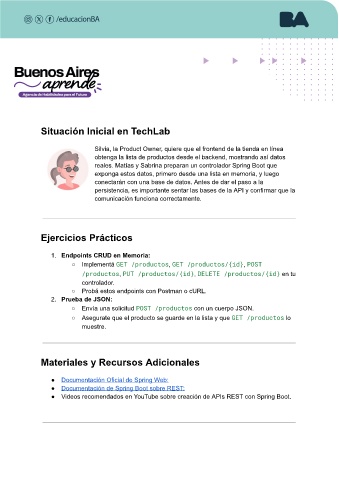 /educacionBA
BA
Buenos Aires
aprende
Agencia de Habilidades para el Futuro
Situación Inicial en TechLab
Silvia, la Product Owner, quiere que el frontend de la tienda en línea
obtenga la lista de productos desde el backend, mostrando así datos
reales. Matías y Sabrina preparan un controlador Spring Boot que
exponga estos datos, primero desde una lista en memoria, y luego
conectarán con una base de datos. Antes de dar el paso a la
persistencia, es importante sentar las bases de la API y confirmar que la
comunicación funciona correctamente.
Ejercicios Prácticos
1. Endpoints CRUD en Memoria:
○ Implementá GET /productos, GET /productos/{id}, POST
/productos, PUT /productos/{id}, DELETE /productos/{id} en tu
controlador.
○ Probá estos endpoints con Postman o cURL.
2. Prueba de JSON:
○ Envía una solicitud POST /productos con un cuerpo JSON.
○ Asegurate que el producto se guarde en la lista y que GET /productos lo
muestre.
Materiales y Recursos Adicionales
● Documentación Oficial de Spring Web:
● Documentación de Spring Boot sobre REST:
● Videos recomendados en YouTube sobre creación de APIs REST con Spring Boot.